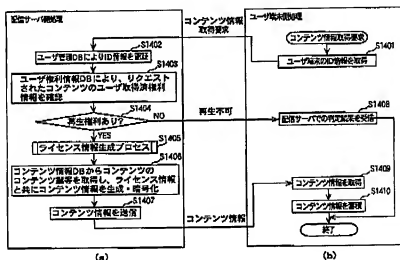 配信サーバ側処理
ユーザ端末側処理
コンテンツ情報
取得要求
コンテンツ情報取得要求
S1401
ユーザ端末のID情報を取得
S1402
ユーザ管理DBによりID情報を認証
S1403
ユーザ権利情報DBにより、リクエスト
されたコンテンツのユーザ取得済権利
情報を確認
S1404
再生権利あり?
NO
再生不可
YES
S1405
ライセンス情報生成プロセス
S1406
コンテンツ情報DBからコンテンツの
を取得し、ライセンス情報
と共にコンテンツ情報を生成・暗号化
S1407
コンテンツ情報を送信
コンテンツ情報
S1408
配信サーバでの判定結果を受信
S1409
コンテンツ情報を取得
S1410
コンテンツ情報を蓄積
終了
(a)
(b)